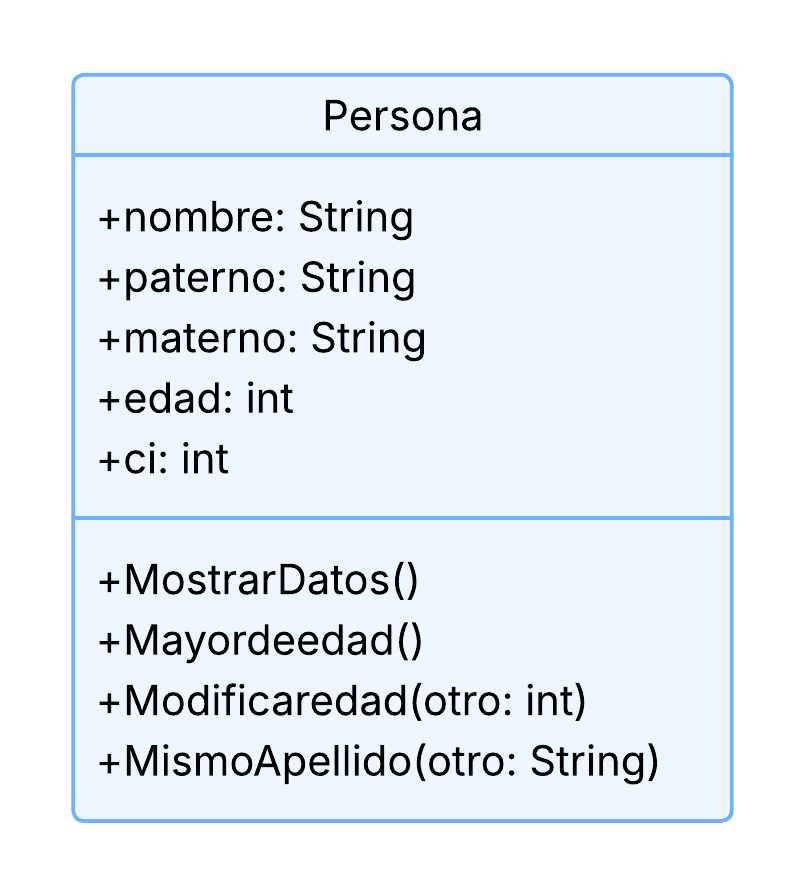 Persona
+nombre: String
+paterno: String
+materno: String
+edad: int
+ci: int
+MostrarDatos()
+Mayordeedad()
+Modificaredad(otro: int)
+MismoApellido(otro: String)